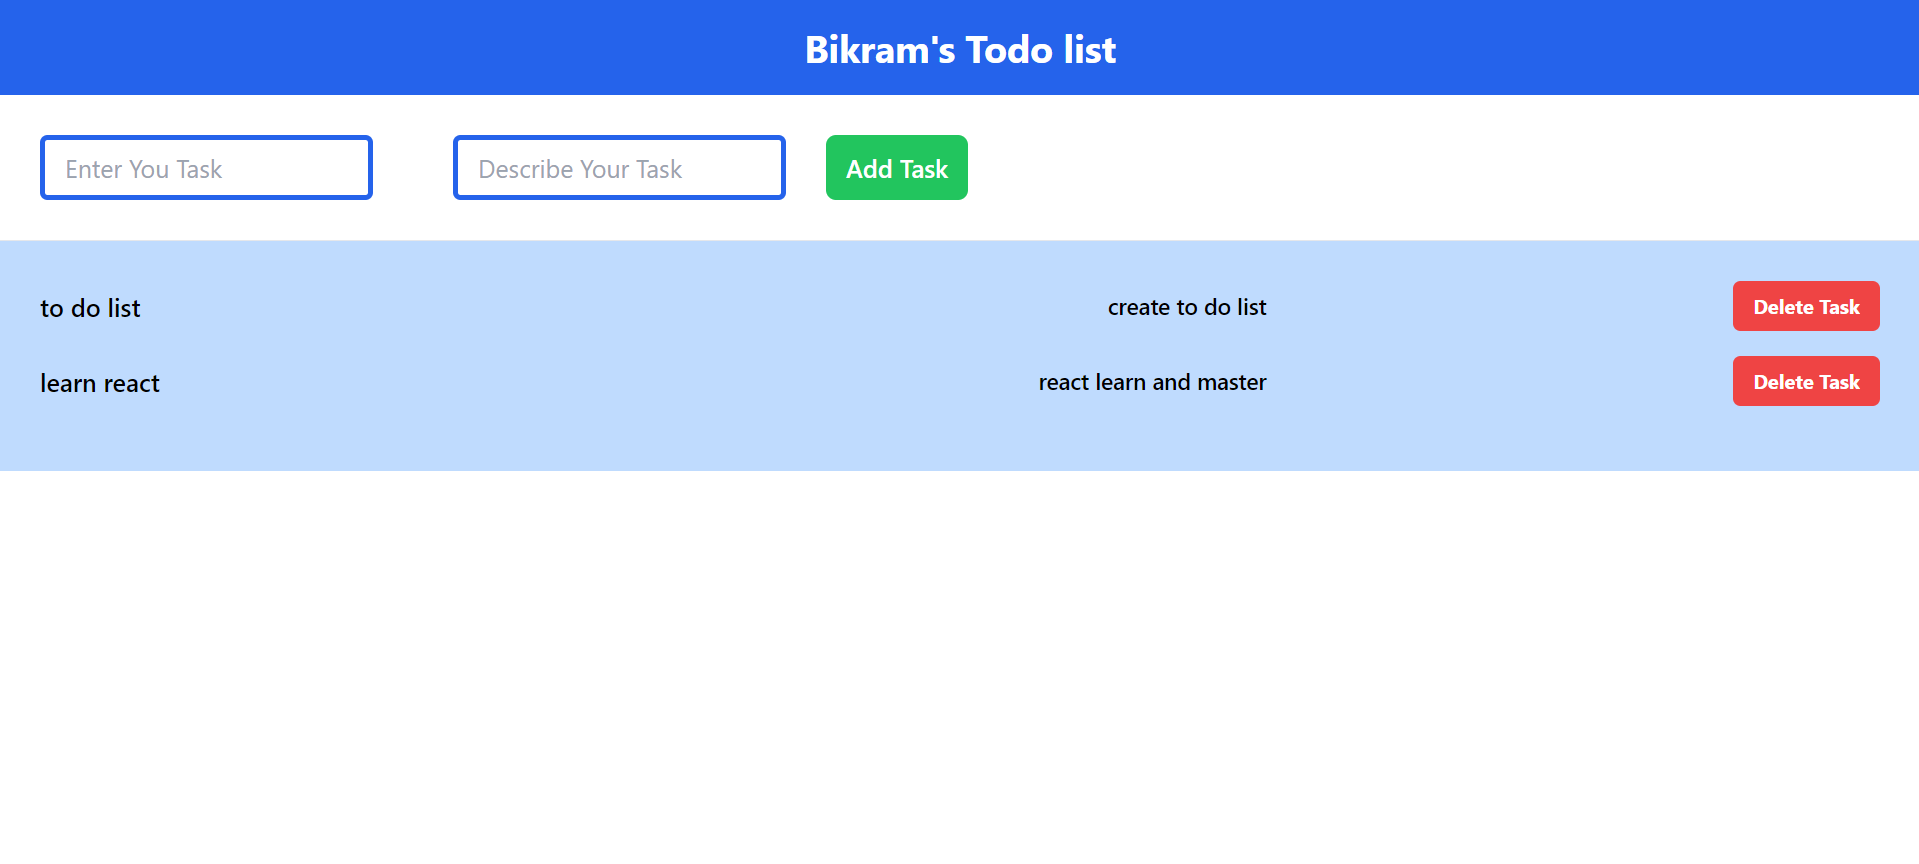 Bikram's Todo list
Enter You Task
Describe Your Task
Add Task
to do list
create to do list
Delete Task
learn react
react learn and master
Delete Task